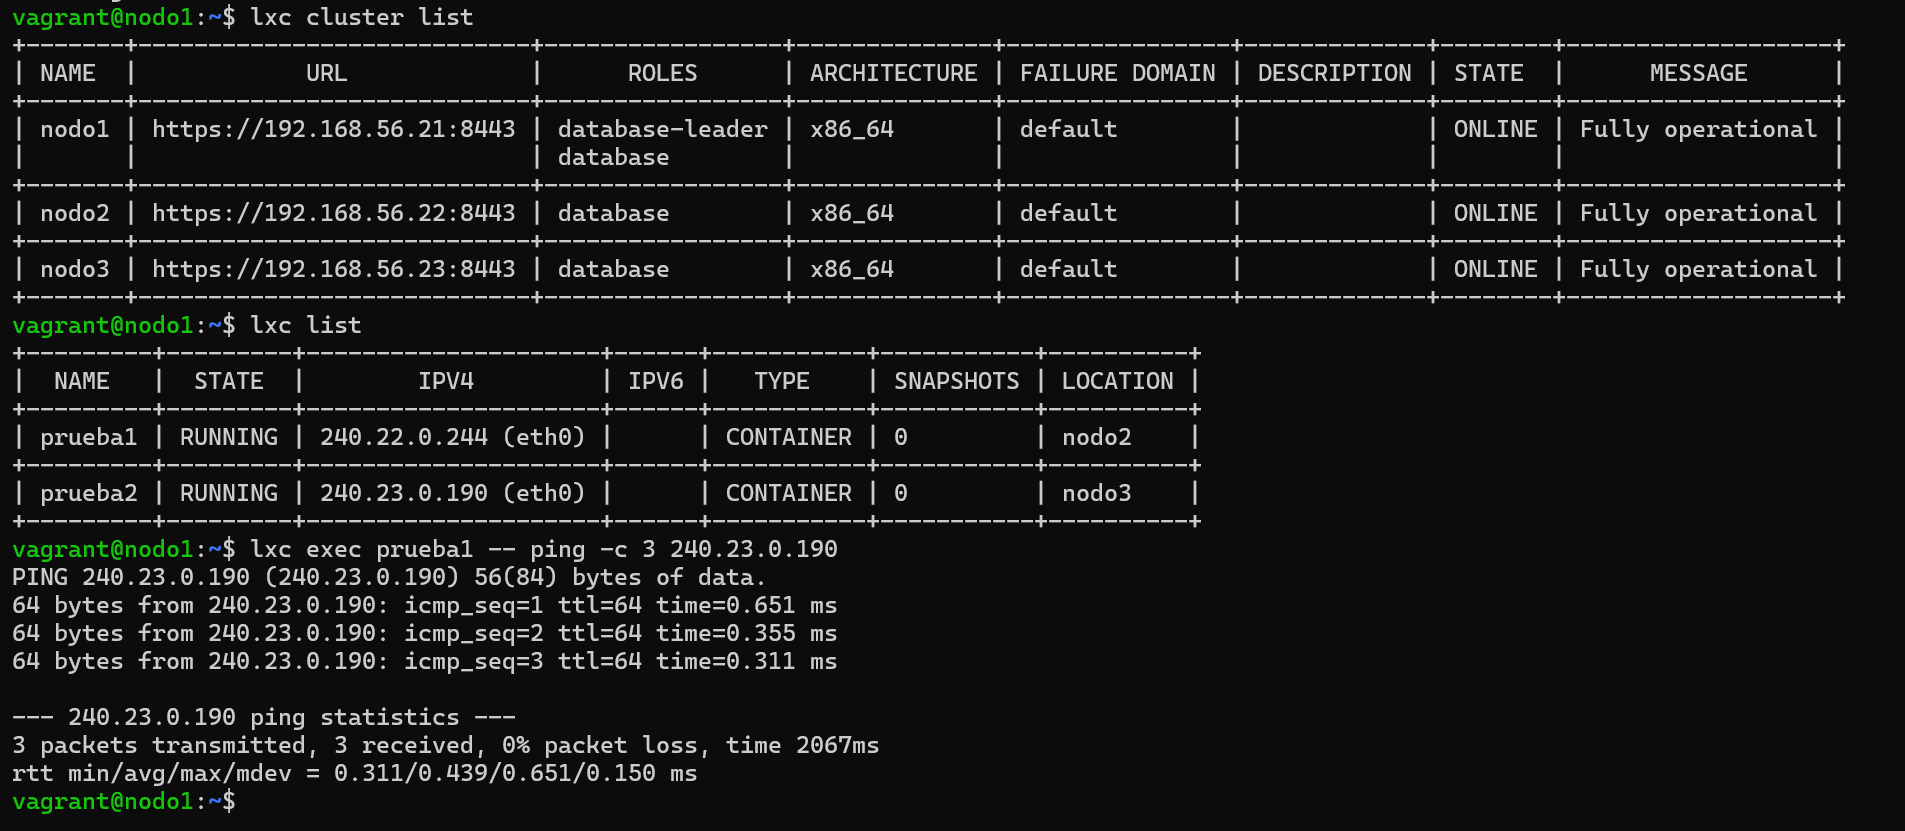 vagrant@nodo1:~$ lxc cluster list
+-------+----------------------------+-----------------+--------------+----------------+-------------+--------+-------------------+
| NAME  |            URL             |      ROLES      | ARCHITECTURE | FAILURE DOMAIN | DESCRIPTION | STATE  |      MESSAGE      |
+-------+----------------------------+-----------------+--------------+----------------+-------------+--------+-------------------+
| nodo1 | https://192.168.56.21:8443 | database-leader | x86_64       | default        |             | ONLINE | Fully operational |
|       |                            | database        |              |                |             |        |                   |
+-------+----------------------------+-----------------+--------------+----------------+-------------+--------+-------------------+
| nodo2 | https://192.168.56.22:8443 | database        | x86_64       | default        |             | ONLINE | Fully operational |
+-------+----------------------------+-----------------+--------------+----------------+-------------+--------+-------------------+
| nodo3 | https://192.168.56.23:8443 | database        | x86_64       | default        |             | ONLINE | Fully operational |
+-------+----------------------------+-----------------+--------------+----------------+-------------+--------+-------------------+
vagrant@nodo1:~$ lxc list
+---------+---------+---------------------+------+-----------+-----------+----------+
|  NAME   |  STATE  |        IPV4         | IPV6 |   TYPE    | SNAPSHOTS | LOCATION |
+---------+---------+---------------------+------+-----------+-----------+----------+
| prueba1 | RUNNING | 240.22.0.244 (eth0) |      | CONTAINER | 0         | nodo2    |
+---------+---------+---------------------+------+-----------+-----------+----------+
| prueba2 | RUNNING | 240.23.0.190 (eth0) |      | CONTAINER | 0         | nodo3    |
+---------+---------+---------------------+------+-----------+-----------+----------+
vagrant@nodo1:~$ lxc exec prueba1 -- ping -c 3 240.23.0.190
PING 240.23.0.190 (240.23.0.190) 56(84) bytes of data.
64 bytes from 240.23.0.190: icmp_seq=1 ttl=64 time=0.651 ms
64 bytes from 240.23.0.190: icmp_seq=2 ttl=64 time=0.355 ms
64 bytes from 240.23.0.190: icmp_seq=3 ttl=64 time=0.311 ms

--- 240.23.0.190 ping statistics ---
3 packets transmitted, 3 received, 0% packet loss, time 2067ms
rtt min/avg/max/mdev = 0.311/0.439/0.651/0.150 ms
vagrant@nodo1:~$